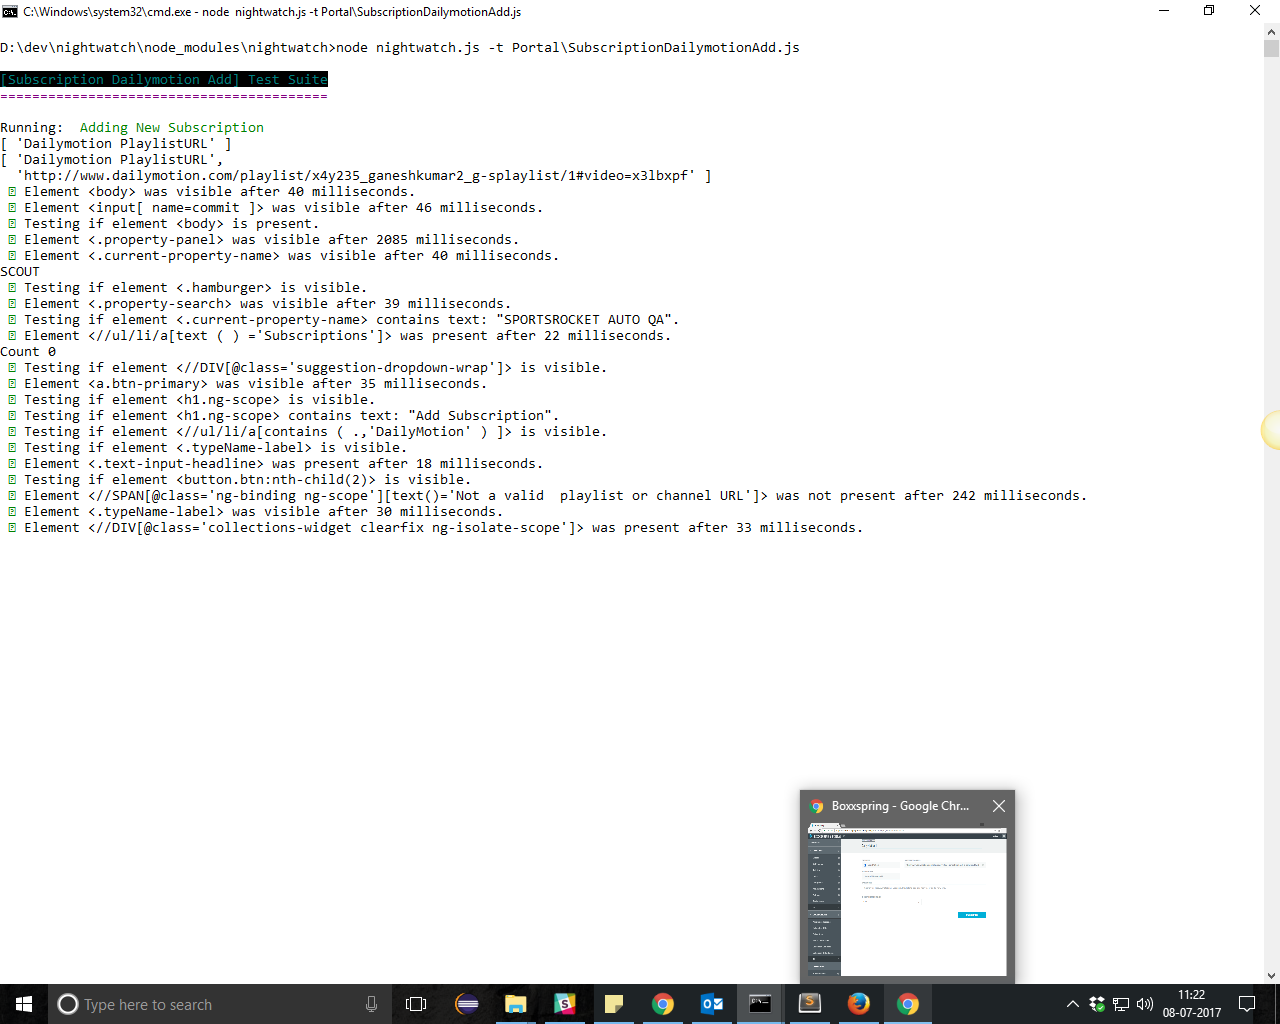 C:\Windows\system32\cmd.exe - node  nightwatch.js -t Portal\SubscriptionDailymotionAdd.js
D:\dev\nightwatch\node_modules\nightwatch>node nightwatch.js -t Portal\SubscriptionDailymotionAdd.js
[Subscription Dailymotion Add] Test Suite
=========================================
Running:  Adding New Subscription
[ 'Dailymotion PlaylistURL' ]
[ 'Dailymotion PlaylistURL',
'http://www.dailymotion.com/playlist/x4y235_ganeshkumar2_g-splaylist/1#video=x3lbxpf' ]
Element <body> was visible after 40 milliseconds.
Element <input[ name=commit ]> was visible after 46 milliseconds.
Testing if element <body> is present.
Element <.property-panel> was visible after 2085 milliseconds.
Element <.current-property-name> was visible after 40 milliseconds.
SCOUT
Testing if element <.hamburger> is visible.
Element <.property-search> was visible after 39 milliseconds.
Testing if element <.current-property-name> contains text: "SPORTSROCKET AUTO QA".
Element <//ul/li/a[text ( ) ='Subscriptions']> was present after 22 milliseconds.
Count 0
Testing if element <//DIV[@class='suggestion-dropdown-wrap']> is visible.
Element <a.btn-primary> was visible after 35 milliseconds.
Testing if element <h1.ng-scope> is visible.
Testing if element <h1.ng-scope> contains text: "Add Subscription".
Testing if element <//ul/li/a[contains ( .,'DailyMotion' ) ]> is visible.
Testing if element <.typeName-label> is visible.
Element <.text-input-headline> was present after 18 milliseconds.
Testing if element <button.btn:nth-child(2)> is visible.
Element <//SPAN[@class='ng-binding ng-scope'][text()='Not a valid  playlist or channel URL']> was not present after 242 milliseconds.
Element <.typeName-label> was visible after 30 milliseconds.
Element <//DIV[@class='collections-widget clearfix ng-isolate-scope']> was present after 33 milliseconds.
Boxxspring - Google Chr...
Type here to search
11:22
08-07-2017